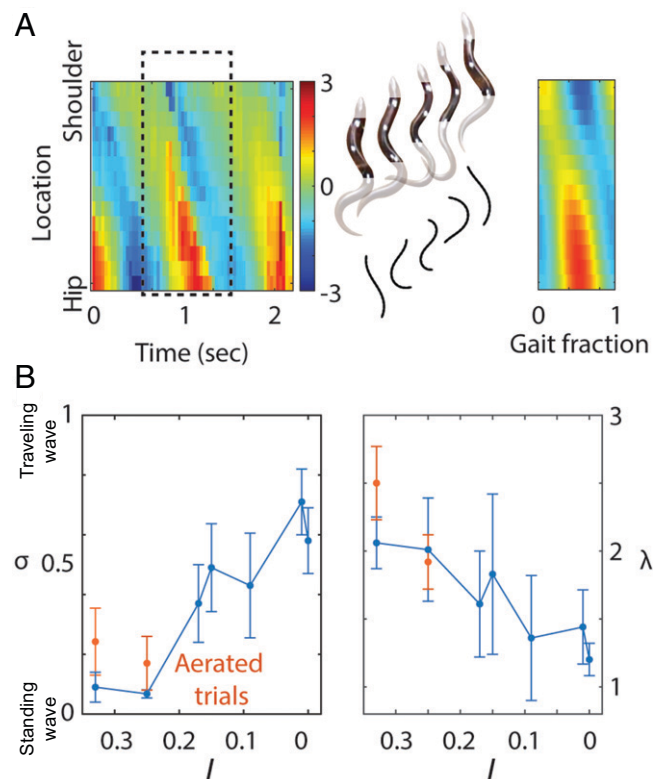 A
Shoulder
Location
Hip
3
0
-3
0 1 2
Time (sec)
0 1
Gait fraction
B
Traveling
wave
Standing
wave
σ
1
0.5
0
Aerated
trials
0.3 0.2 0.1 0
l
3
2
1
λ
0.3 0.2 0.1 0
l